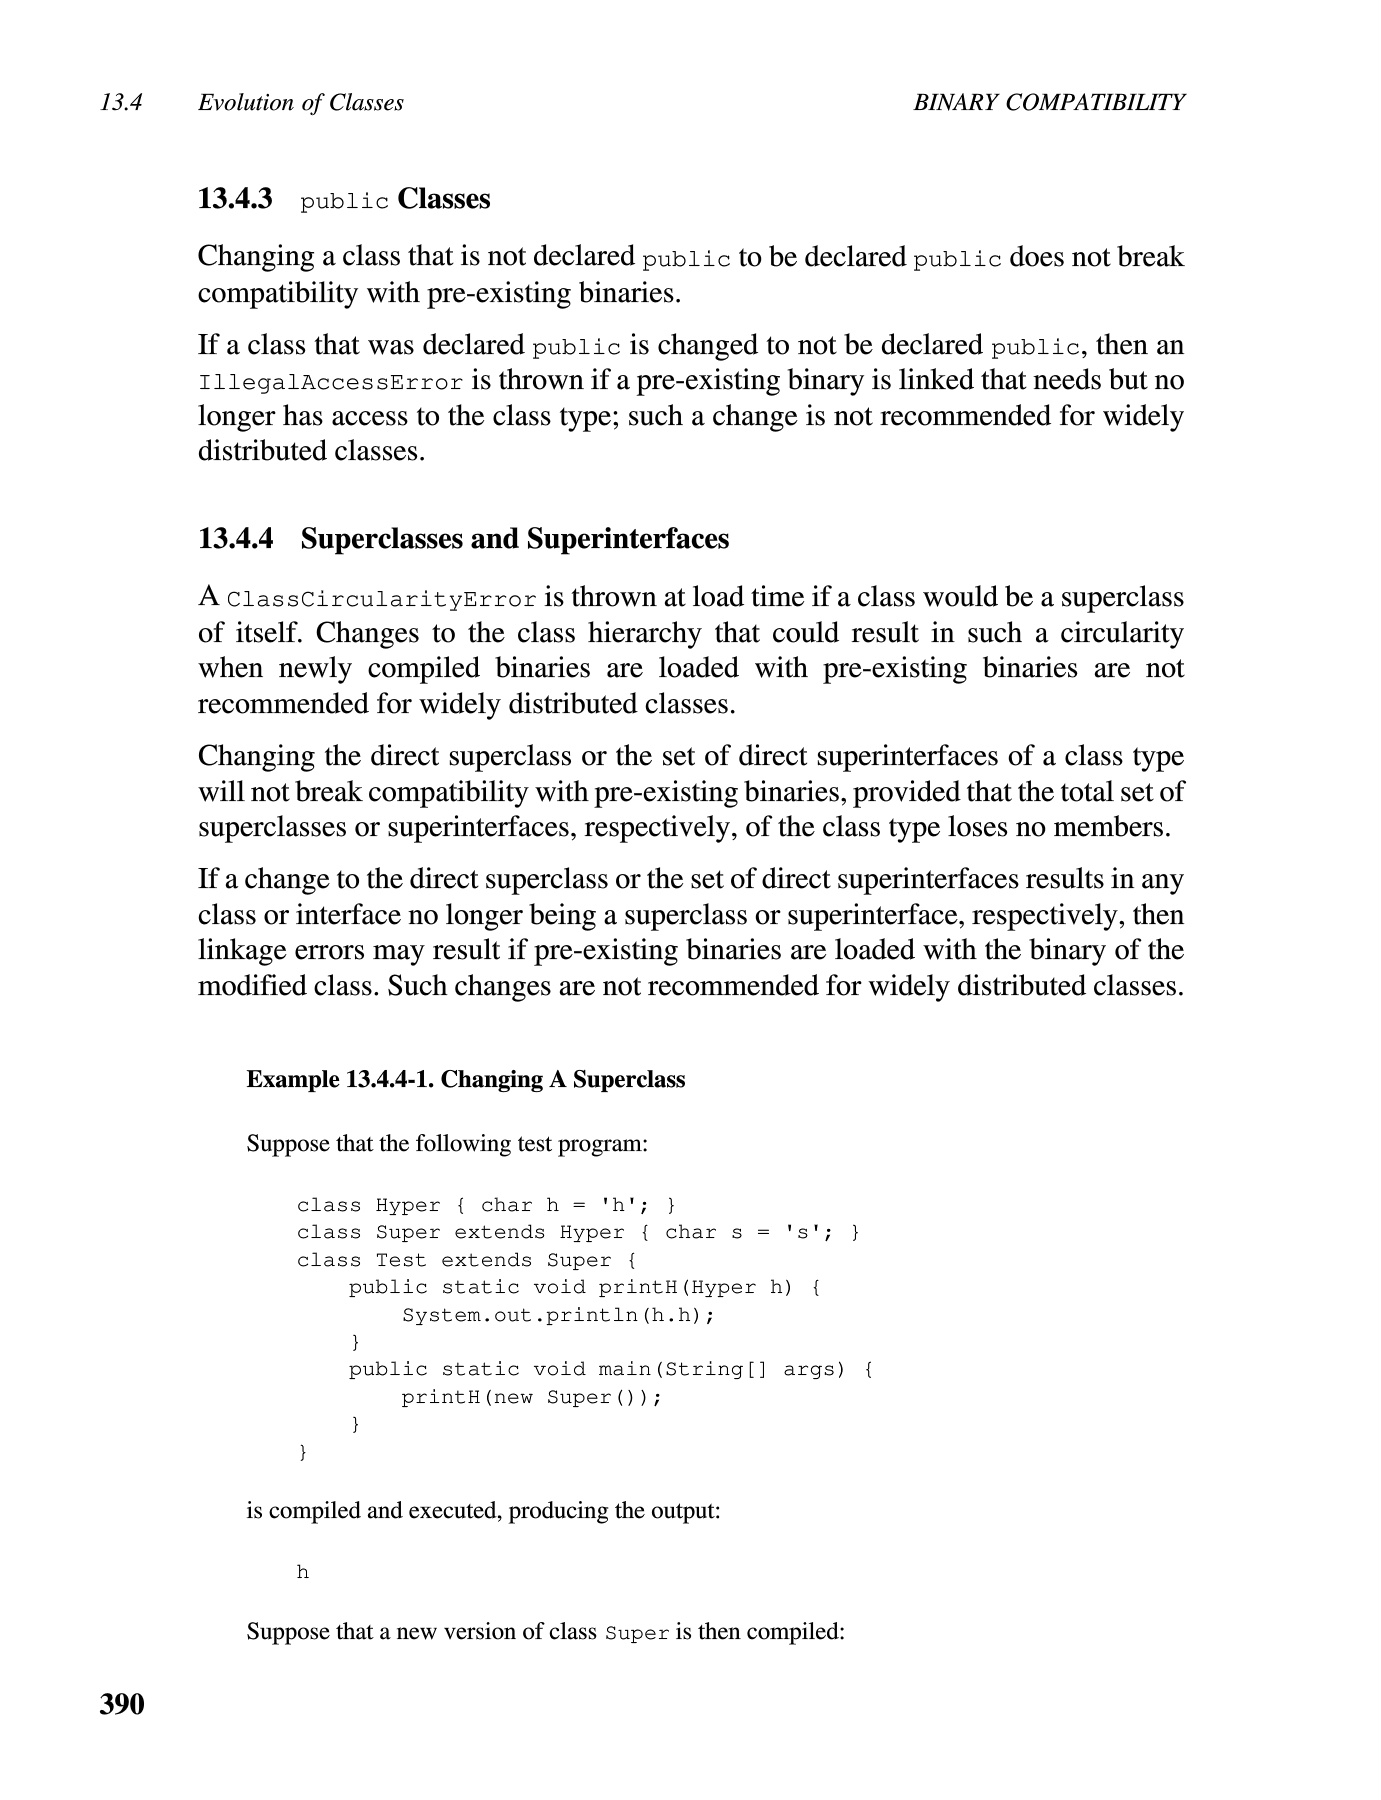 13.4 Evolution of Classes BINARY COMPATIBILITY
13.4.3 public Classes
Changing a class that is not declared public to be declared public does not break
compatibility with pre-existing binaries.
If a class that was declared public is changed to not be declared public, then an
IllegalAccessError is thrown if a pre-existing binary is linked that needs but no
longer has access to the class type; such a change is not recommended for widely
distributed classes.
13.4.4 Superclasses and Superinterfaces
A ClassCircularityError is thrown at load time if a class would be a superclass
of itself. Changes to the class hierarchy that could result in such a circularity
when newly compiled binaries are loaded with pre-existing binaries are not
recommended for widely distributed classes.
Changing the direct superclass or the set of direct superinterfaces of a class type
will not break compatibility with pre-existing binaries, provided that the total set of
superclasses or superinterfaces, respectively, of the class type loses no members.
If a change to the direct superclass or the set of direct superinterfaces results in any
class or interface no longer being a superclass or superinterface, respectively, then
linkage errors may result if pre-existing binaries are loaded with the binary of the
modified class. Such changes are not recommended for widely distributed classes.
Example 13.4.4-1. Changing A Superclass
Suppose that the following test program:
class Hyper { char h = 'h'; }
class Super extends Hyper { char s = 's'; }
class Test extends Super {
    public static void printH(Hyper h) {
        System.out.println(h.h);
    }
    public static void main(String[] args) {
        printH(new Super());
    }
}
is compiled and executed, producing the output:
h
Suppose that a new version of class Super is then compiled:
390